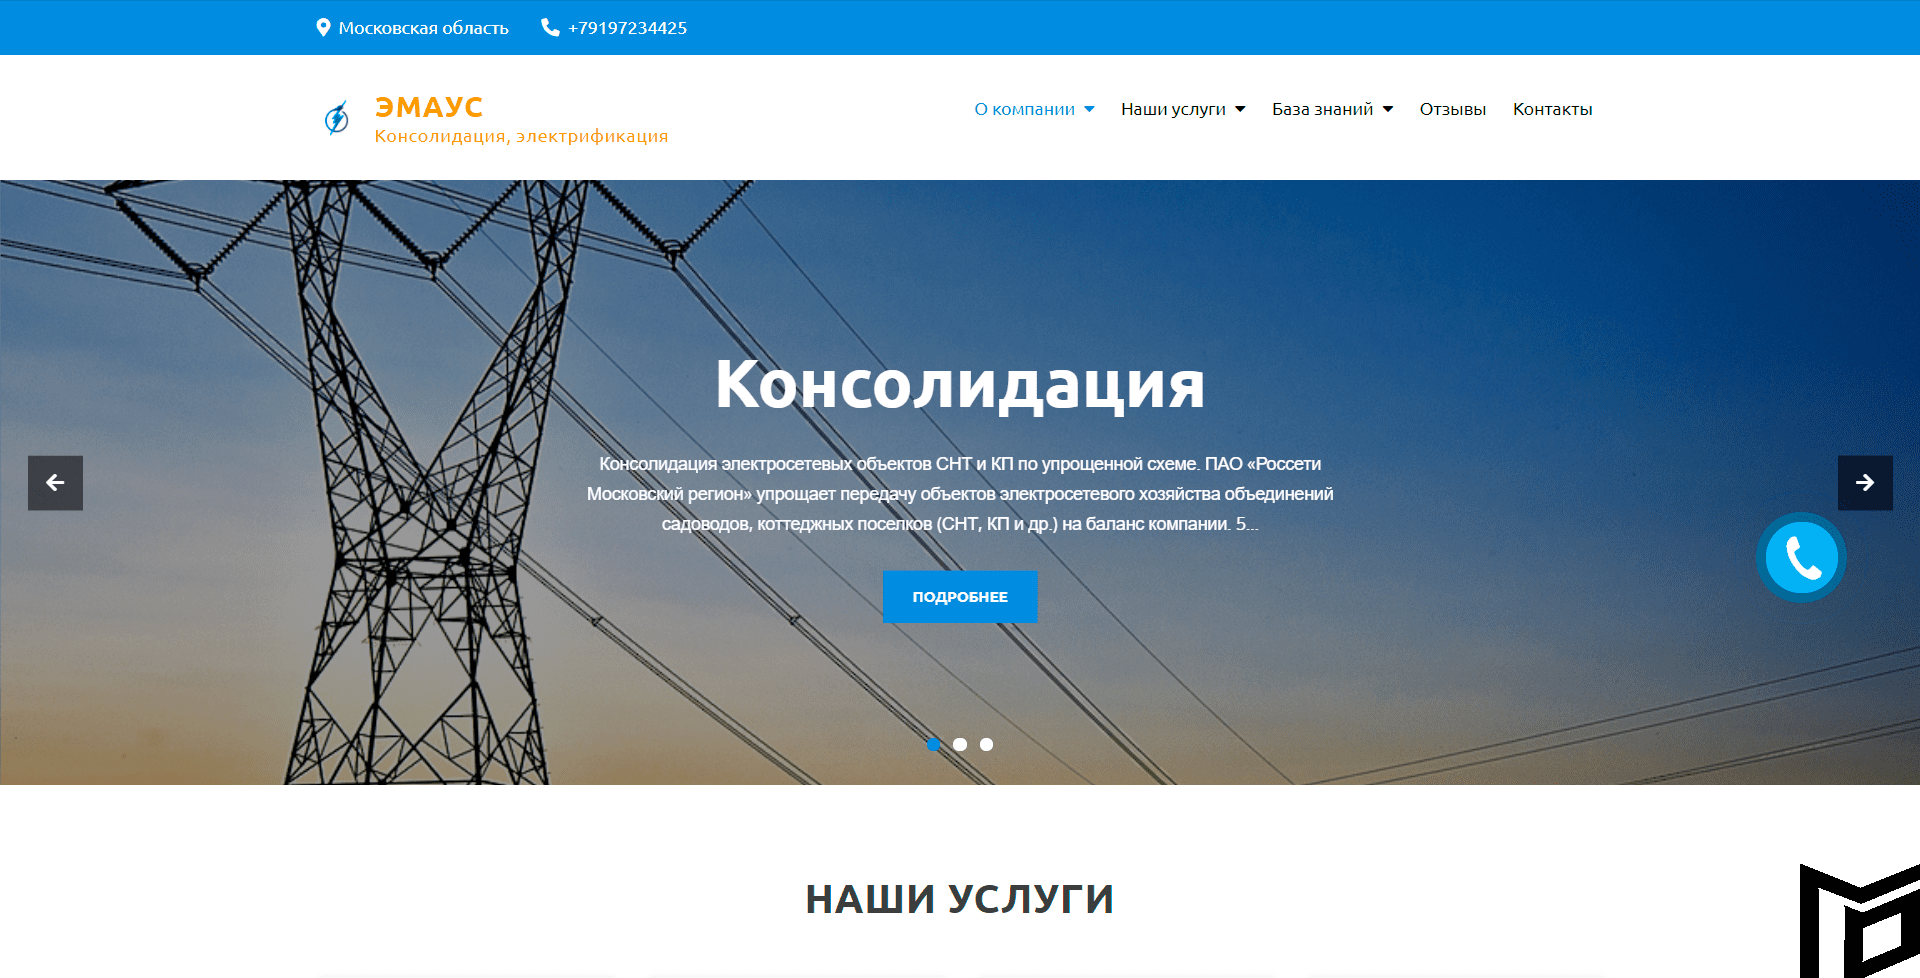 Московская область +79197234425
ЭМАУС
Консолидация, электрификация
О компании Наши услуги База знаний Отзывы Контакты
Консолидация
Консолидация электросетевых объектов СНТ и КП по упрощенной схеме. ПАО «Россети
Московский регион» упрощает передачу объектов электросетевого хозяйства объединений
садоводов, коттеджных поселков (СНТ, КП и др.) на баланс компании. 5...
ПОДРОБНЕЕ
НАШИ УСЛУГИ